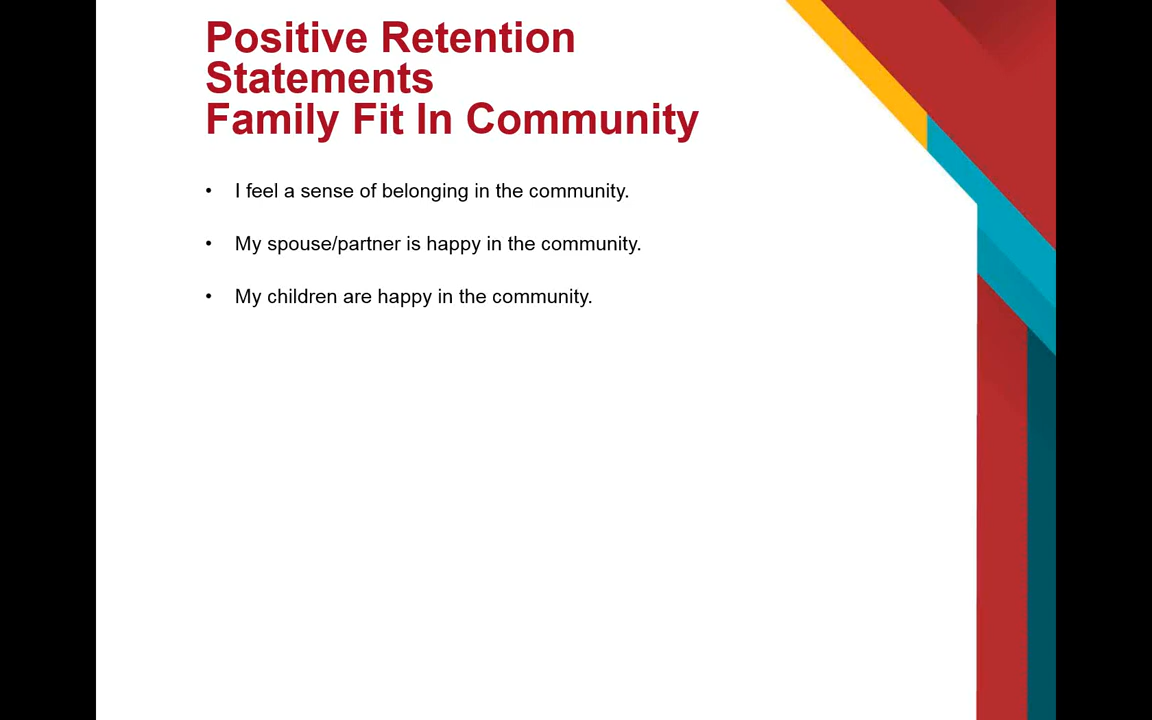 Positive Retention
Statements
Family Fit In Community
• I feel a sense of belonging in the community.
• My spouse/partner is happy in the community.
• My children are happy in the community.